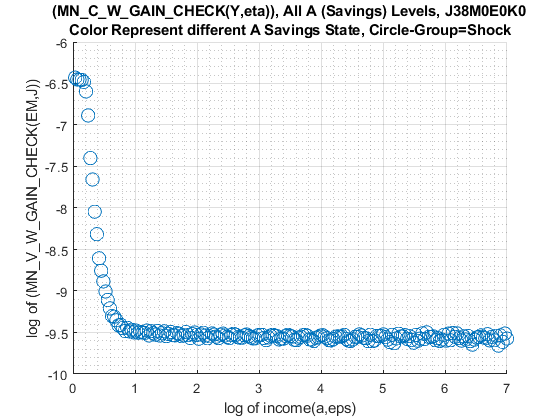 (MN_C_W_GAIN_CHECK(Y,eta)), All A (Savings) Levels, J38M0E0K0
Color Represent different A Savings State, Circle-Group=Shock
-6
-6.5
-7
-7.5
-8
-8.5
-9
-9.5
-10
log of (MN_V_W_GAIN_CHECK(EM,J))
0 1 2 3 4 5 6 7
log of income(a,eps)